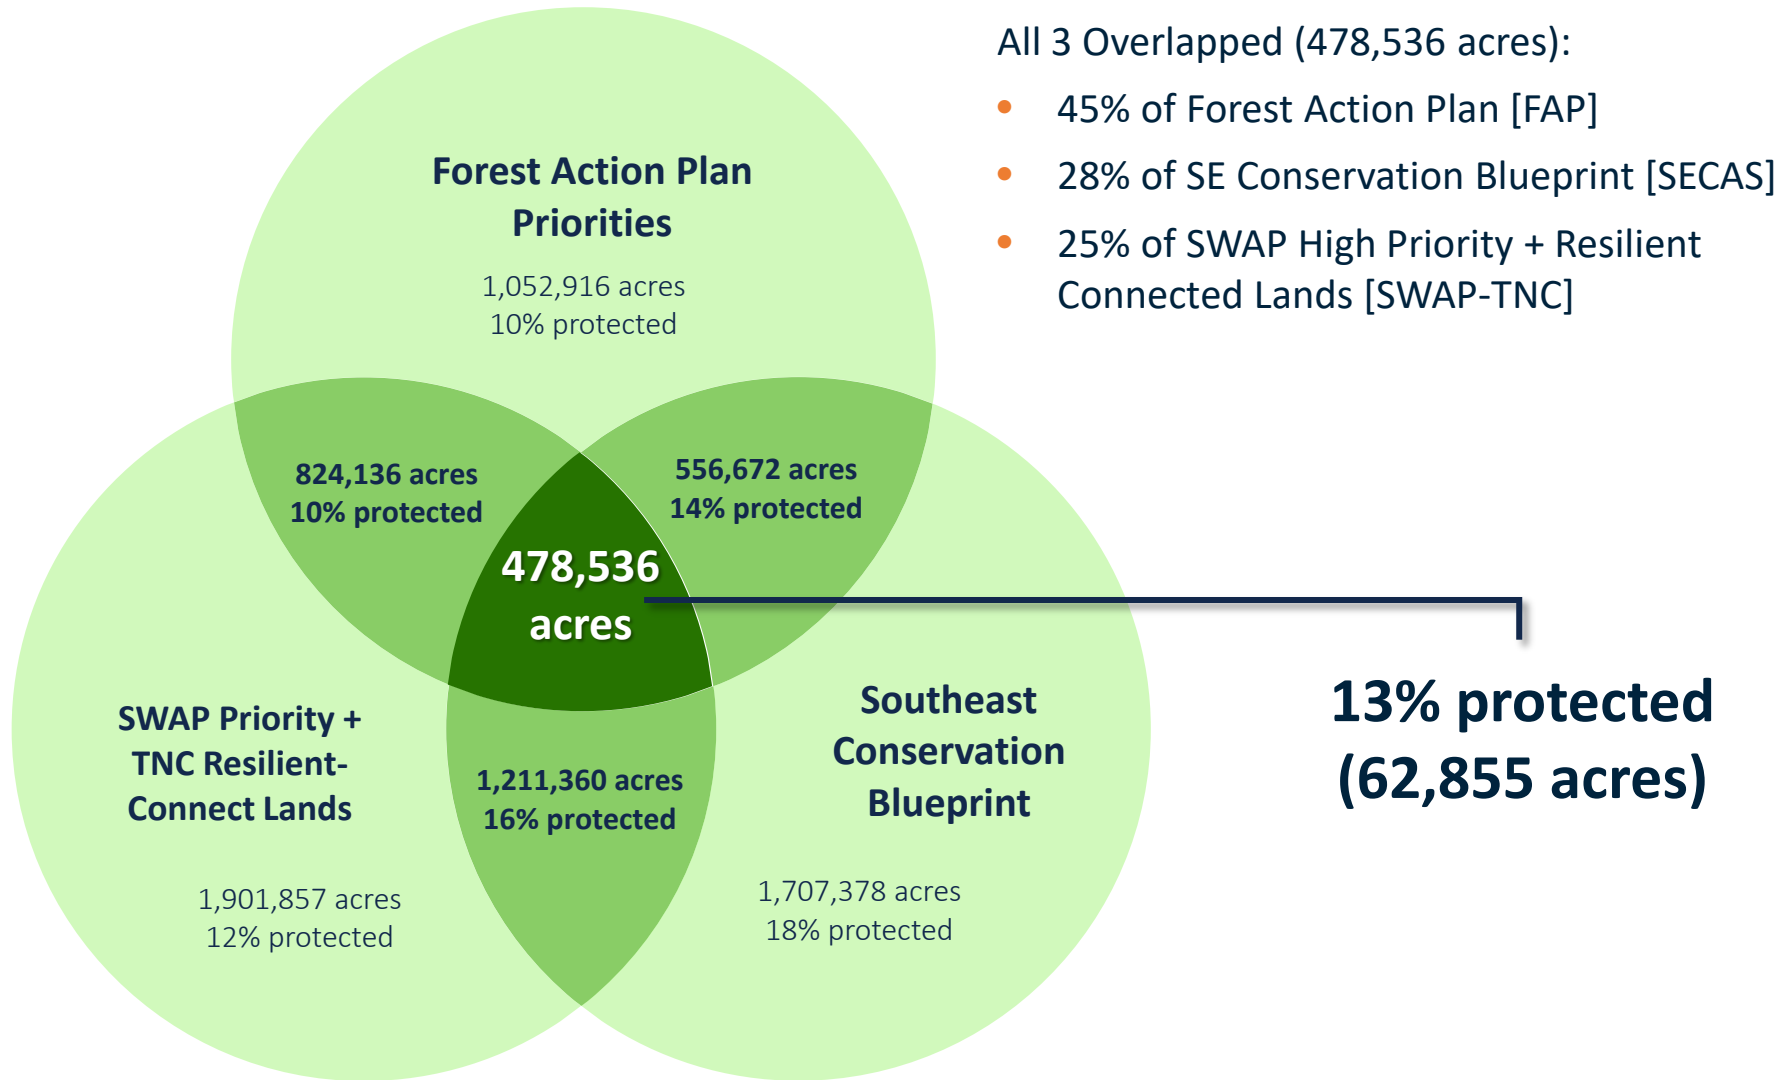 All 3 Overlapped (478,536 acres):
• 45% of Forest Action Plan [FAP]
• 28% of SE Conservation Blueprint [SECAS]
• 25% of SWAP High Priority + Resilient
Connected Lands [SWAP-TNC]
Forest Action Plan
Priorities
1,052,916 acres
10% protected
824,136 acres
10% protected
556,672 acres
14% protected
478,536
acres
SWAP Priority +
TNC Resilient-
Connect Lands
1,901,857 acres
12% protected
1,211,360 acres
16% protected
Southeast
Conservation
Blueprint
1,707,378 acres
18% protected
13% protected
(62,855 acres)